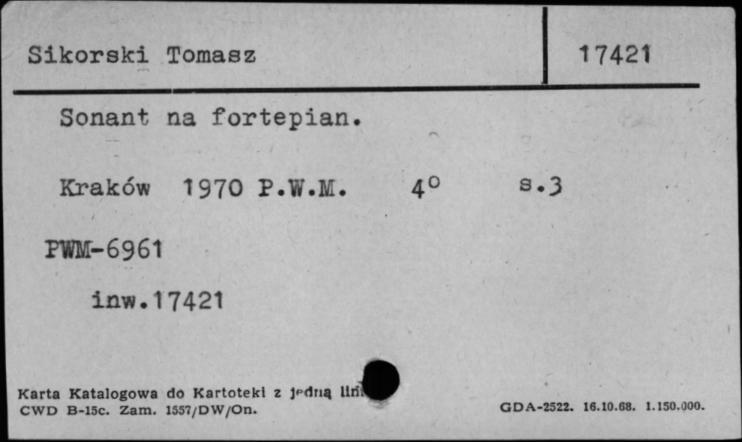 Sikorski Tomasz 17421
Sonant na fortepian.
Kraków 1970 P.W.M. 4° s.3
PWM-6961
inw.17421
Karta Katalogowa do Kartoteki z jedną
CWD B-15c. Zam. 1557/DW/On. GDA-2522. 16.10.68. 1.150.000.